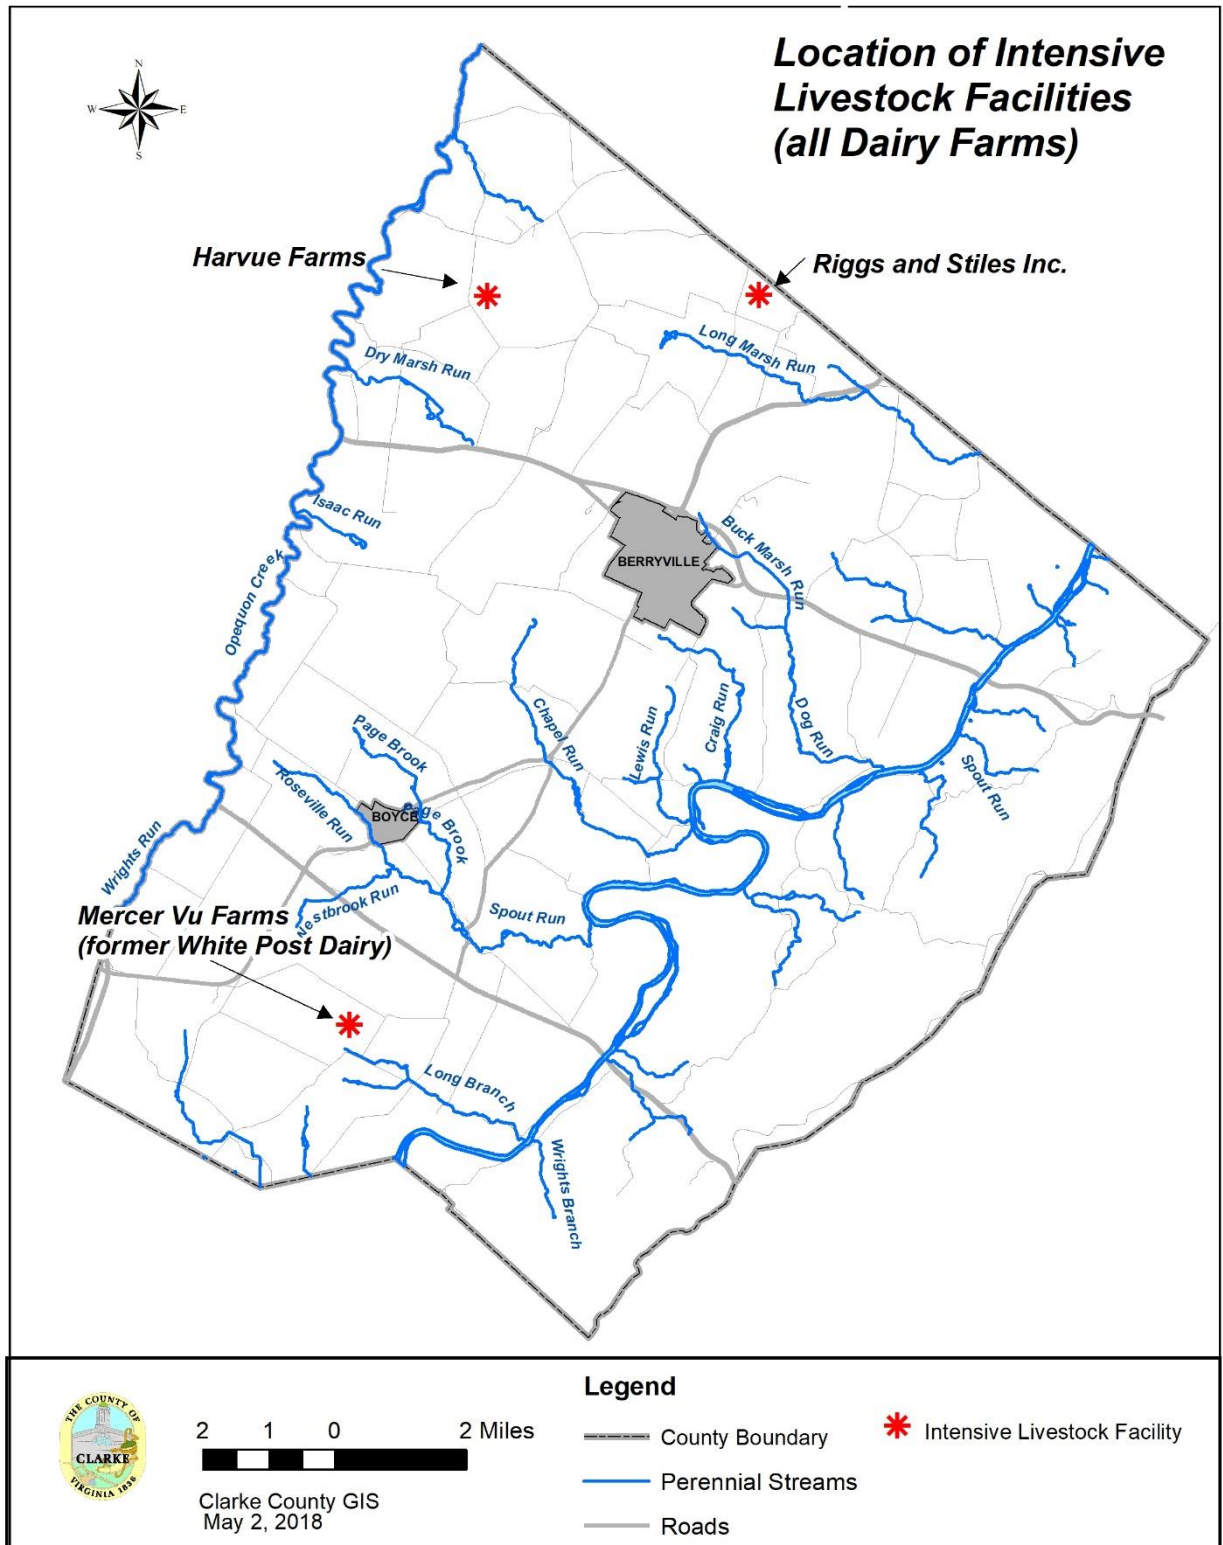 Location of Intensive
Livestock Facilities
(all Dairy Farms)
N
W
E
S
Harvue Farms
Riggs and Stiles Inc.
Long Marsh Run
Dry Marsh Run
Isaac Run
Buck Marsh Run
BERRYVILLE
Opequon Creek
Chapel Run
Lewis Run
Craig Run
Dog Run
Spout Run
Page Brook
Roseville Run
BOYCE
Page Brook
Wrights Run
Nestbrook Run
Spout Run
Mercer Vu Farms
(former White Post Dairy)
Long Branch
Wrights Branch
THE COUNTY OF
CLARKE
VIRGINIA 1836
2 1 0 2 Miles
Clarke County GIS
May 2, 2018
Legend
County Boundary
Perennial Streams
Roads
Intensive Livestock Facility